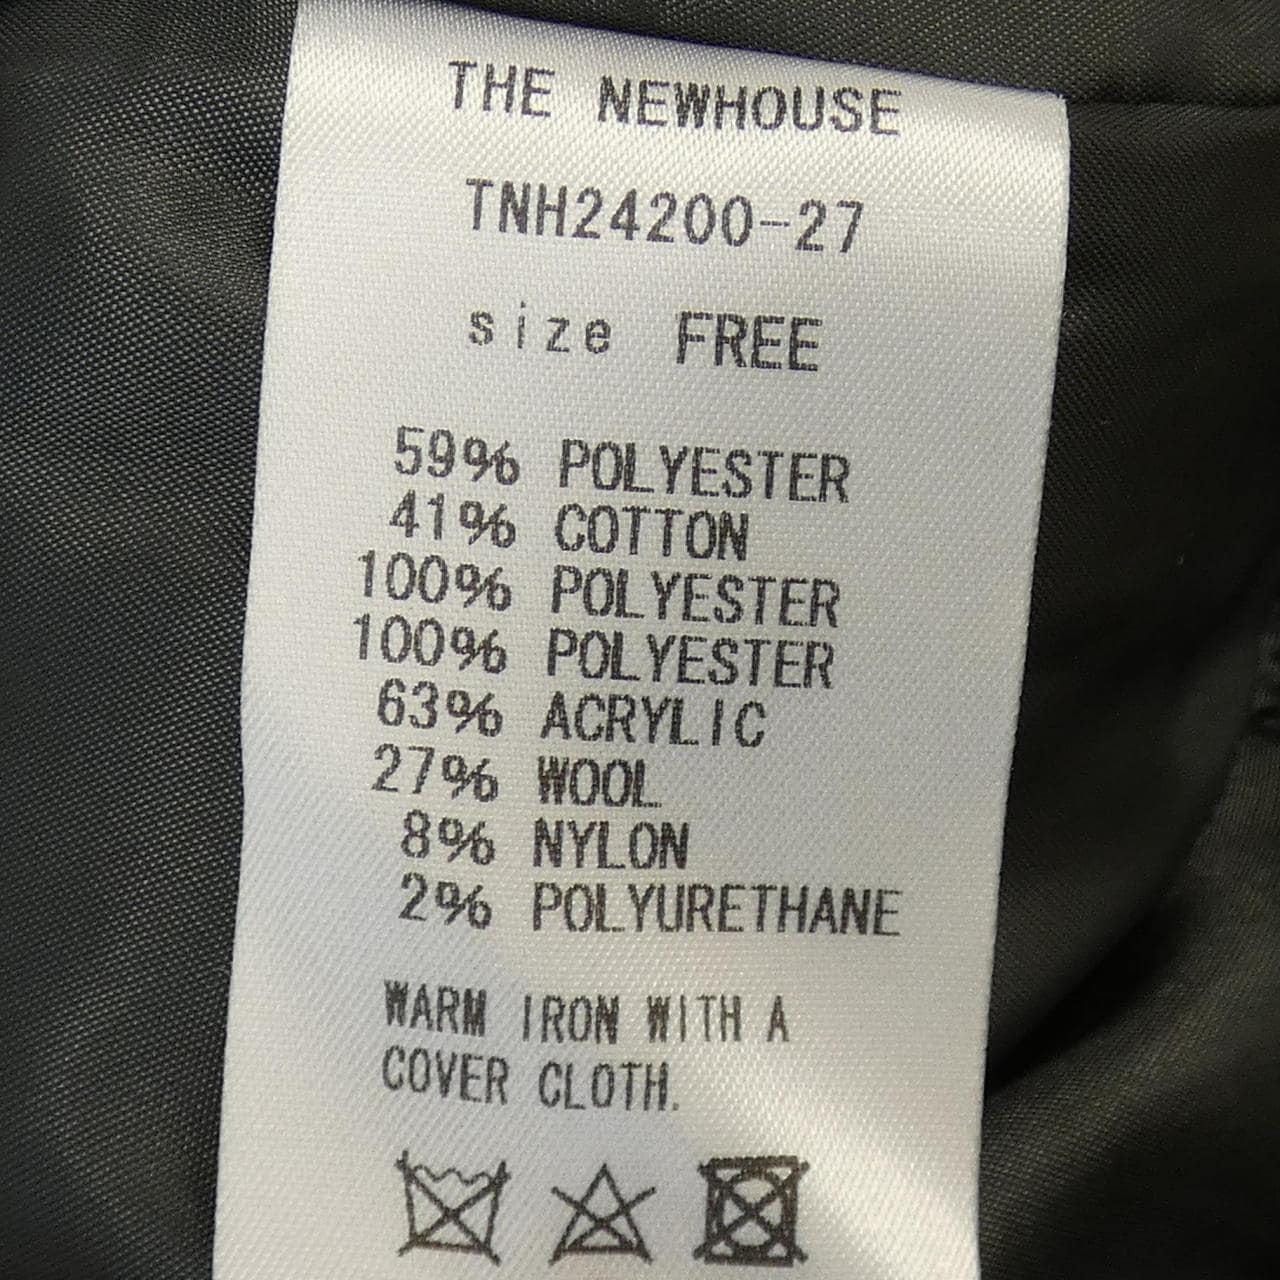 THE NEWHOUSE
TNH24200-27
size FREE
59% POLYESTER
41% COTTON
100% POLYESTER
100% POLYESTER
63% ACRYLIC
27% WOOL
8% NYLON
2% POLYURETHANE
WARM IRON WITH A
COVER CLOTH.